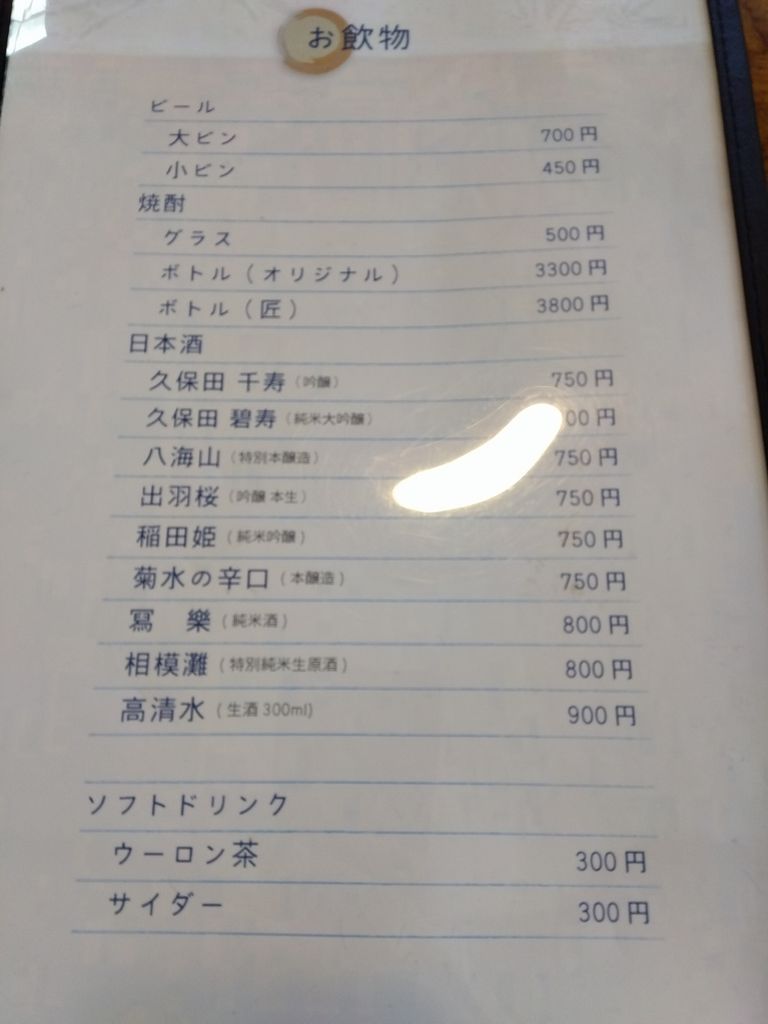 お飲物
ビール
大ビン 700円
小ビン 450円
焼酎
グラス 500円
ボトル（オリジナル） 3300円
ボトル（匠） 3800円
日本酒
久保田 千寿（吟醸） 750円
久保田 碧寿（純米大吟醸） 00円
八海山（特別本醸造） 750円
出羽桜（吟醸 本生） 750円
稲田姫（純米吟醸） 750円
菊水の辛口（本醸造） 750円
冩　樂（純米酒） 800円
相模灘（特別純米生原酒） 800円
高清水（生酒 300ml） 900円
ソフトドリンク
ウーロン茶 300円
サイダー 300円